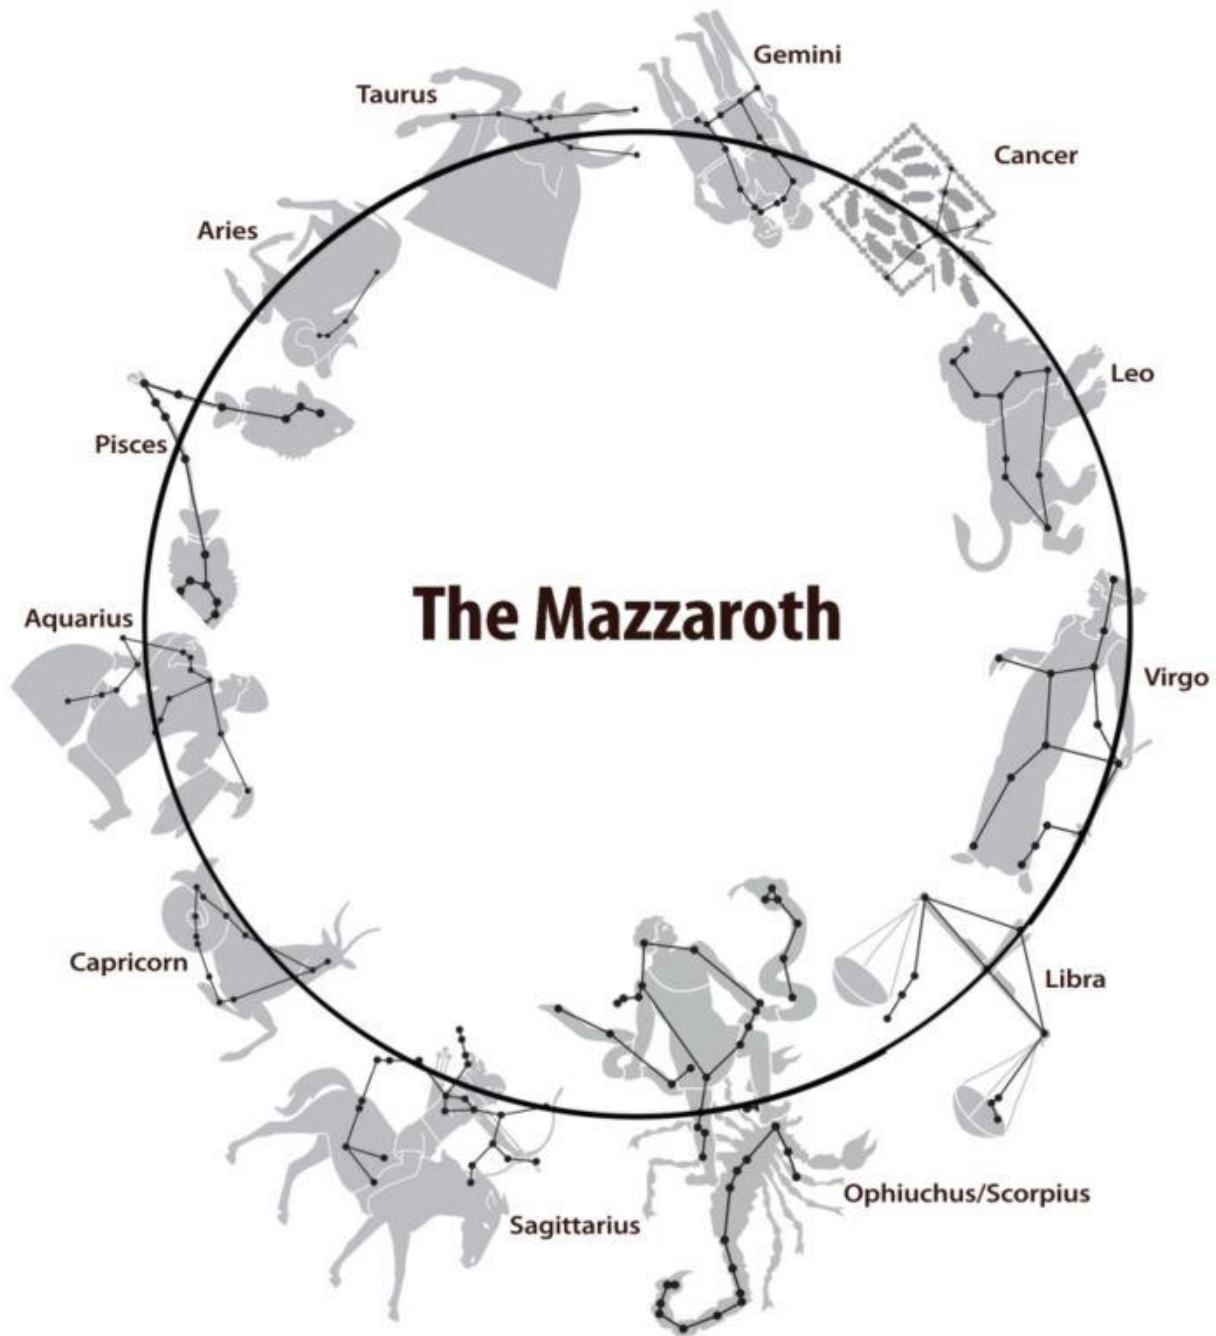 Gemini
Taurus
Cancer
Aries
Leo
Pisces
The Mazzaroth
Aquarius
Virgo
Capricorn
Libra
Ophiuchus/Scorpius
Sagittarius